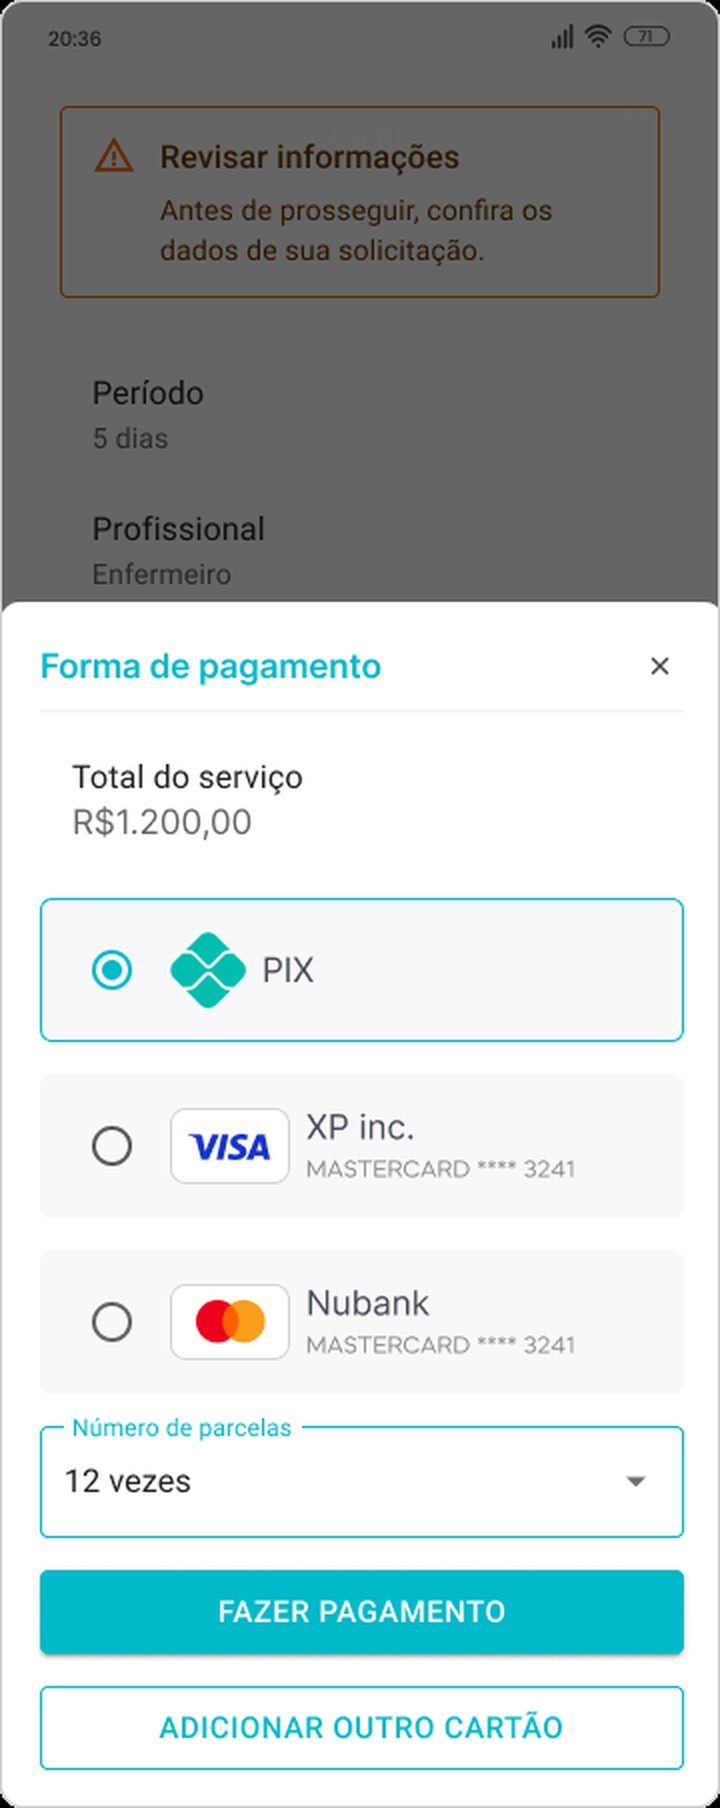 20:36
71
Revisar informações
Antes de prosseguir, confira os
dados de sua solicitação.
Período
5 dias
Profissional
Enfermeiro
Forma de pagamento
Total do serviço
R$1.200,00
PIX
VISA
XP inc.
MASTERCARD **** 3241
Nubank
MASTERCARD **** 3241
Número de parcelas
12 vezes
FAZER PAGAMENTO
ADICIONAR OUTRO CARTÃO